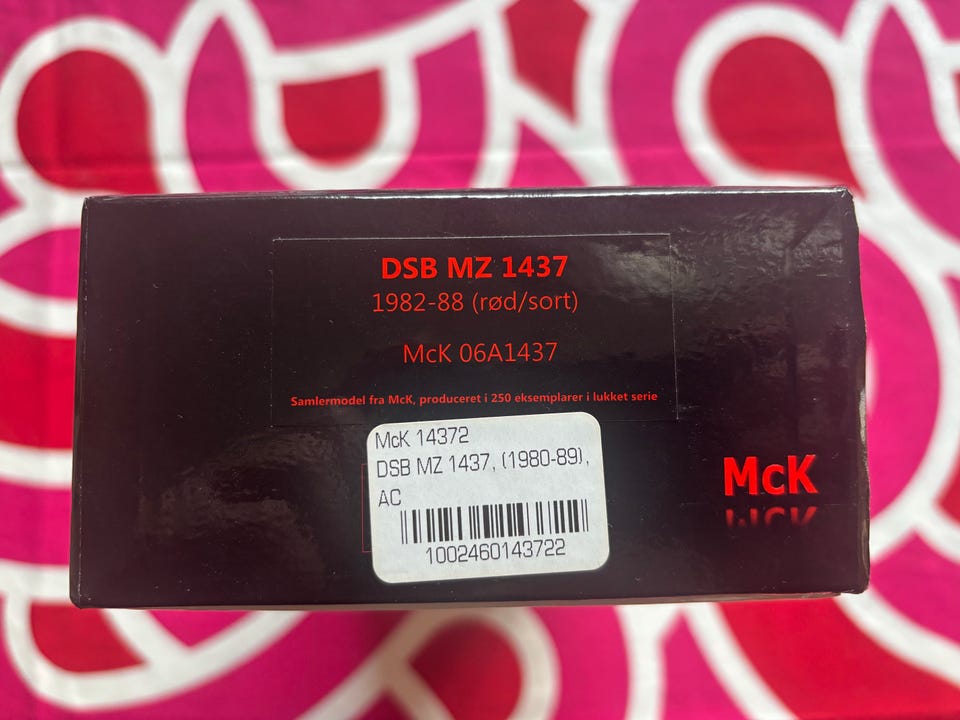 DSB MZ 1437
1982-88 (rød/sort)
McK 06A1437
Samlermodel fra McK, produceret i 250 eksemplarer i lukket serie
McK 14372
DSB MZ 1437, (1980-89),
AC
1002460143722
McK